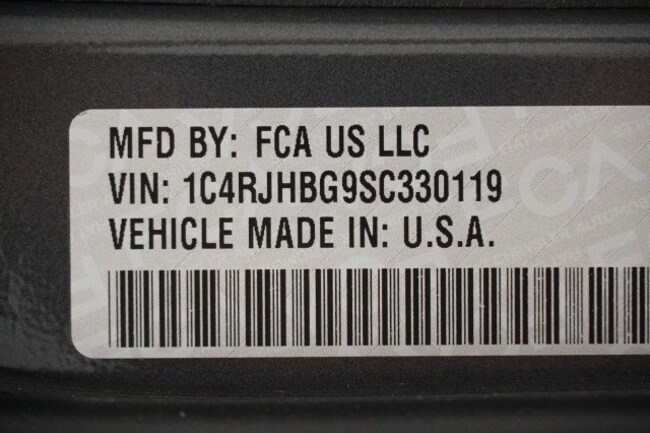 MFD BY: FCA US LLC
VIN: 1C4RJHBG9SC330119
VEHICLE MADE IN: U.S.A.